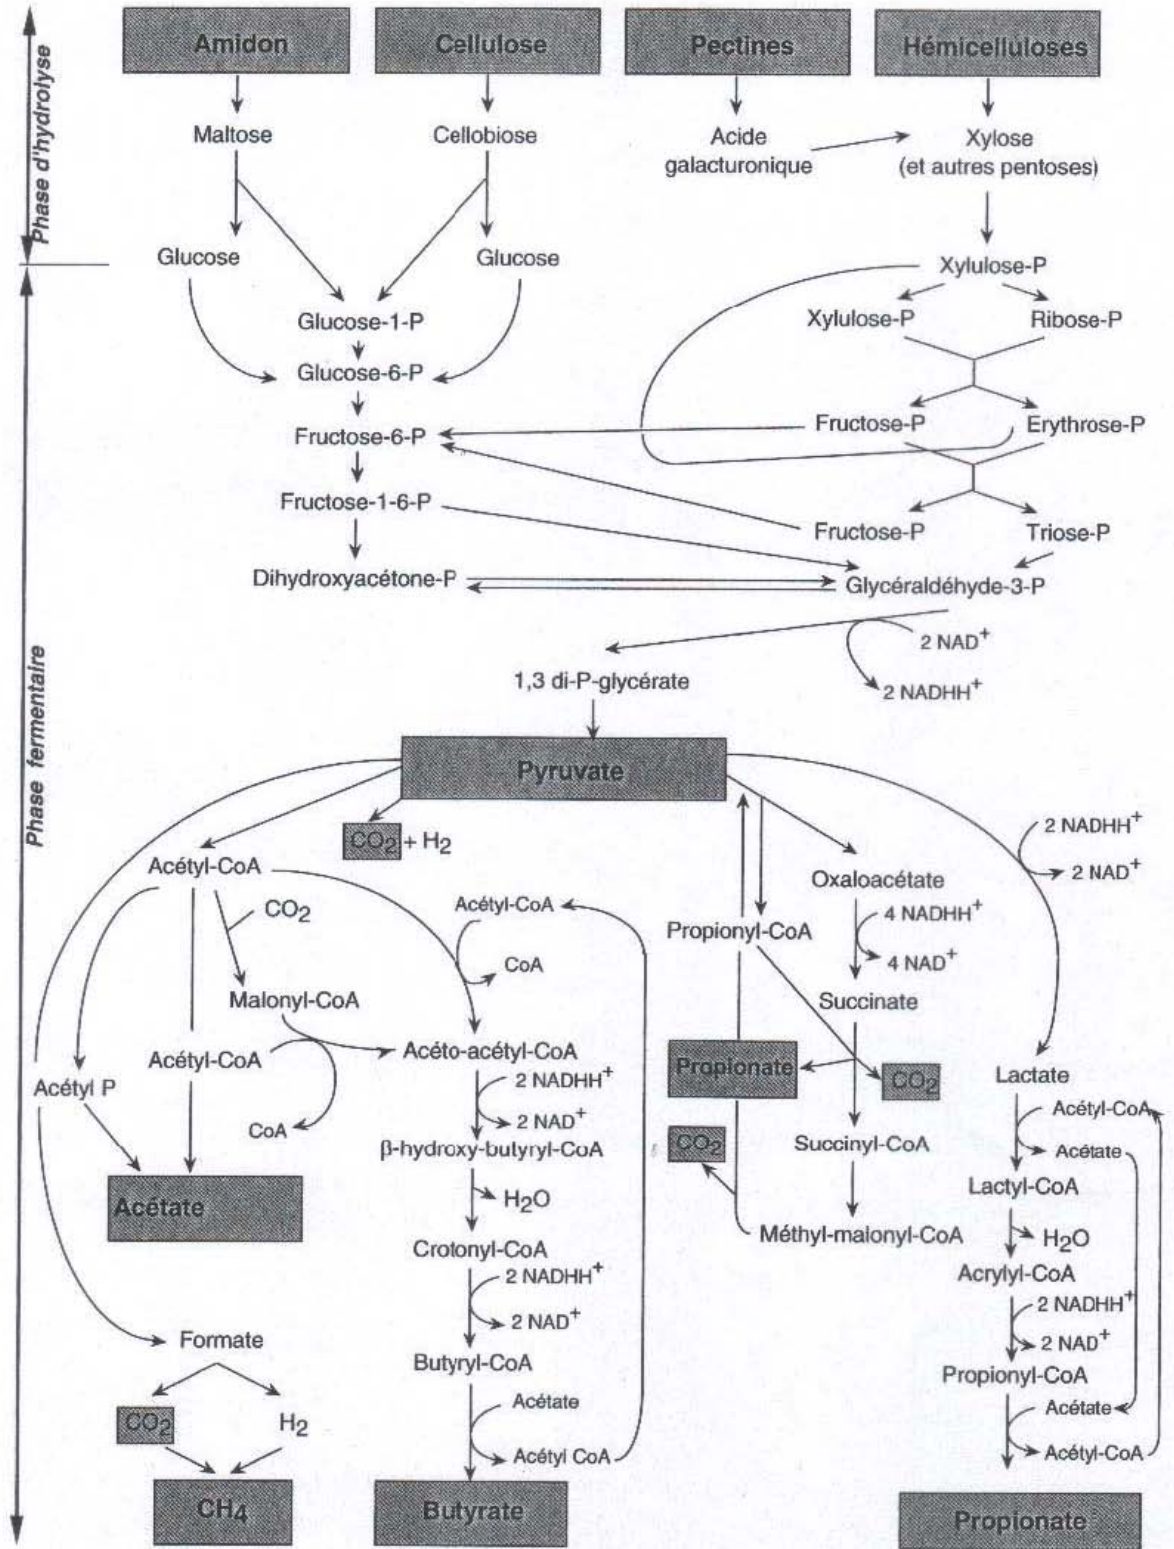 Phase d'hydrolyse
Phase fermentaire
Amidon
Cellulose
Pectines
Hémicelluloses
Maltose
Cellobiose
Acide
galacturonique
Xylose
(et autres pentoses)
Glucose
Glucose
Xylulose-P
Glucose-1-P
Xylulose-P
Ribose-P
Glucose-6-P
Fructose-6-P
Fructose-P
Erythrose-P
Fructose-1-6-P
Fructose-P
Triose-P
Dihydroxyacétone-P
Glycéraldéhyde-3-P
2 NAD+
2 NADHH+
1,3 di-P-glycérate
Pyruvate
CO2 + H2
2 NADHH+
2 NAD+
Acétyl-CoA
CO2
Acétyl-CoA
CoA
Malonyl-CoA
Propionyl-CoA
Oxaloacétate
4 NADHH+
4 NAD+
Succinate
Acétyl-CoA
Acéto-acétyl-CoA
Propionate
CO2
Lactate
Acétyl P
CoA
2 NADHH+
2 NAD+
Acétyl-CoA
Acétate
β-hydroxy-butyryl-CoA
CO2
Succinyl-CoA
Lactyl-CoA
Acétate
H2O
Méthyl-malonyl-CoA
H2O
Crotonyl-CoA
Acrylyl-CoA
2 NADHH+
2 NAD+
2 NADHH+
2 NAD+
Formate
Butyryl-CoA
Propionyl-CoA
CO2
H2
Acétate
Acétyl CoA
Acétate
Acétyl-CoA
CH4
Butyrate
Propionate